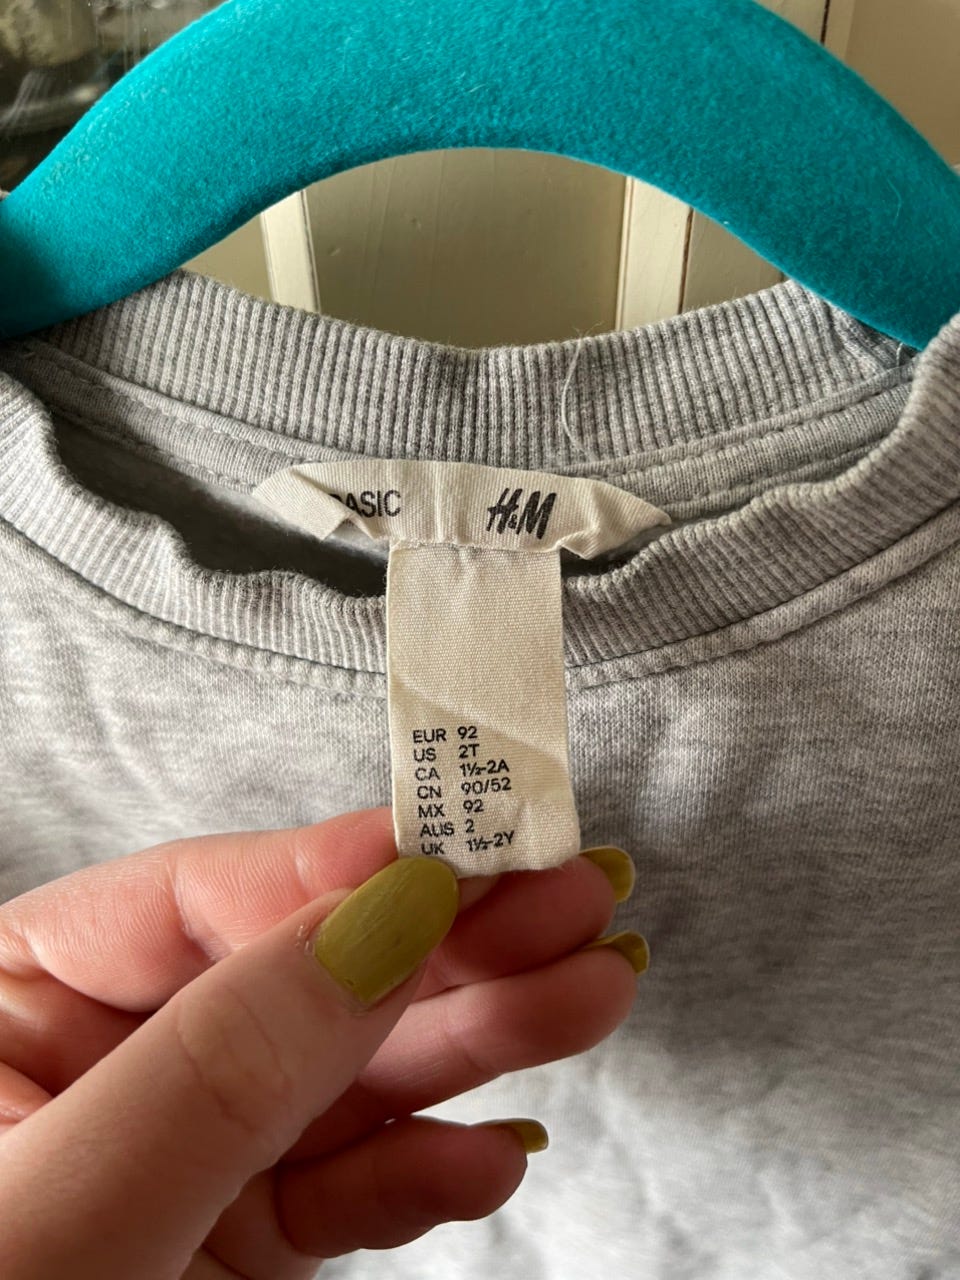 BASIC H&M
EUR 92
US 2T
CA 1½-2A
CN 90/52
MX 92
AUS 2
UK 1½-2Y